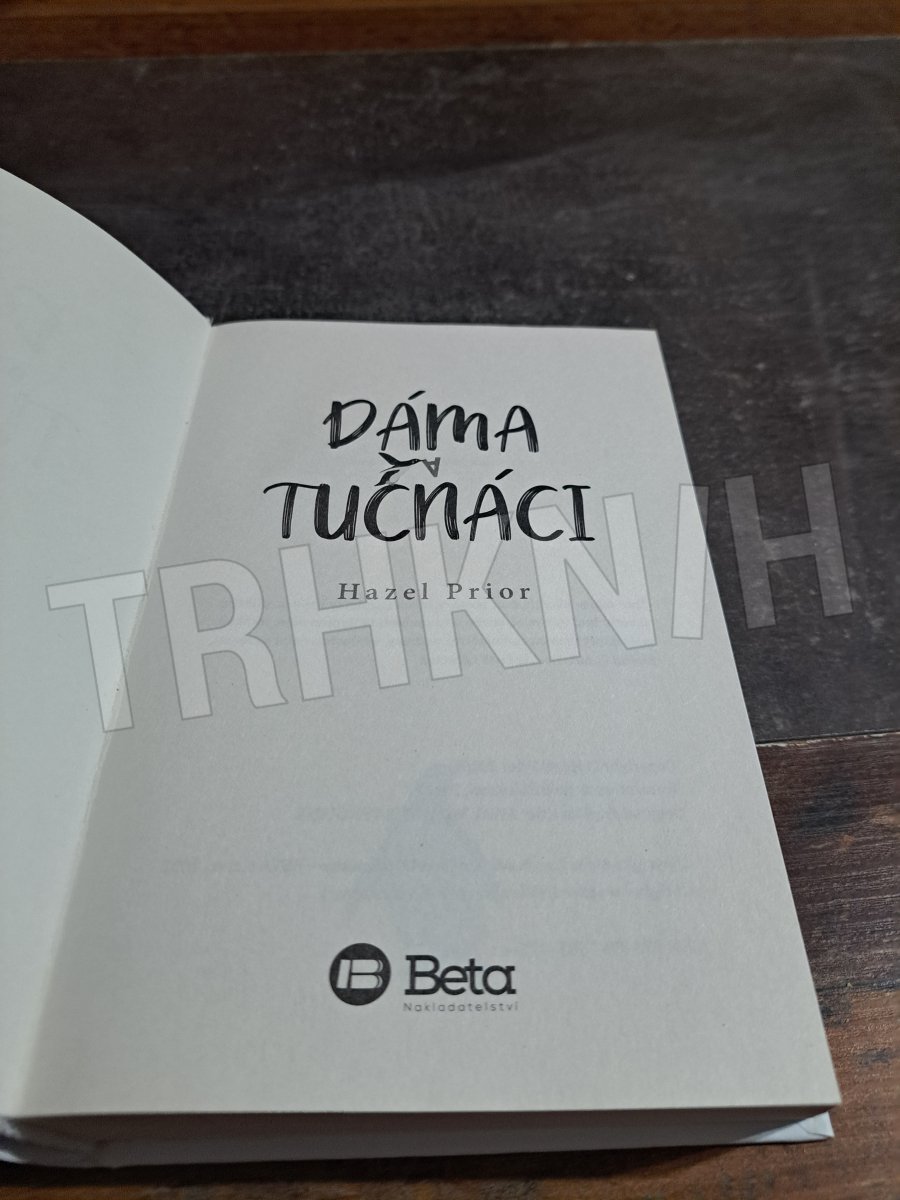 DÁMA
A
TUČŇÁCI
Hazel Prior
TRHKNIH
Beta
Nakladatelství